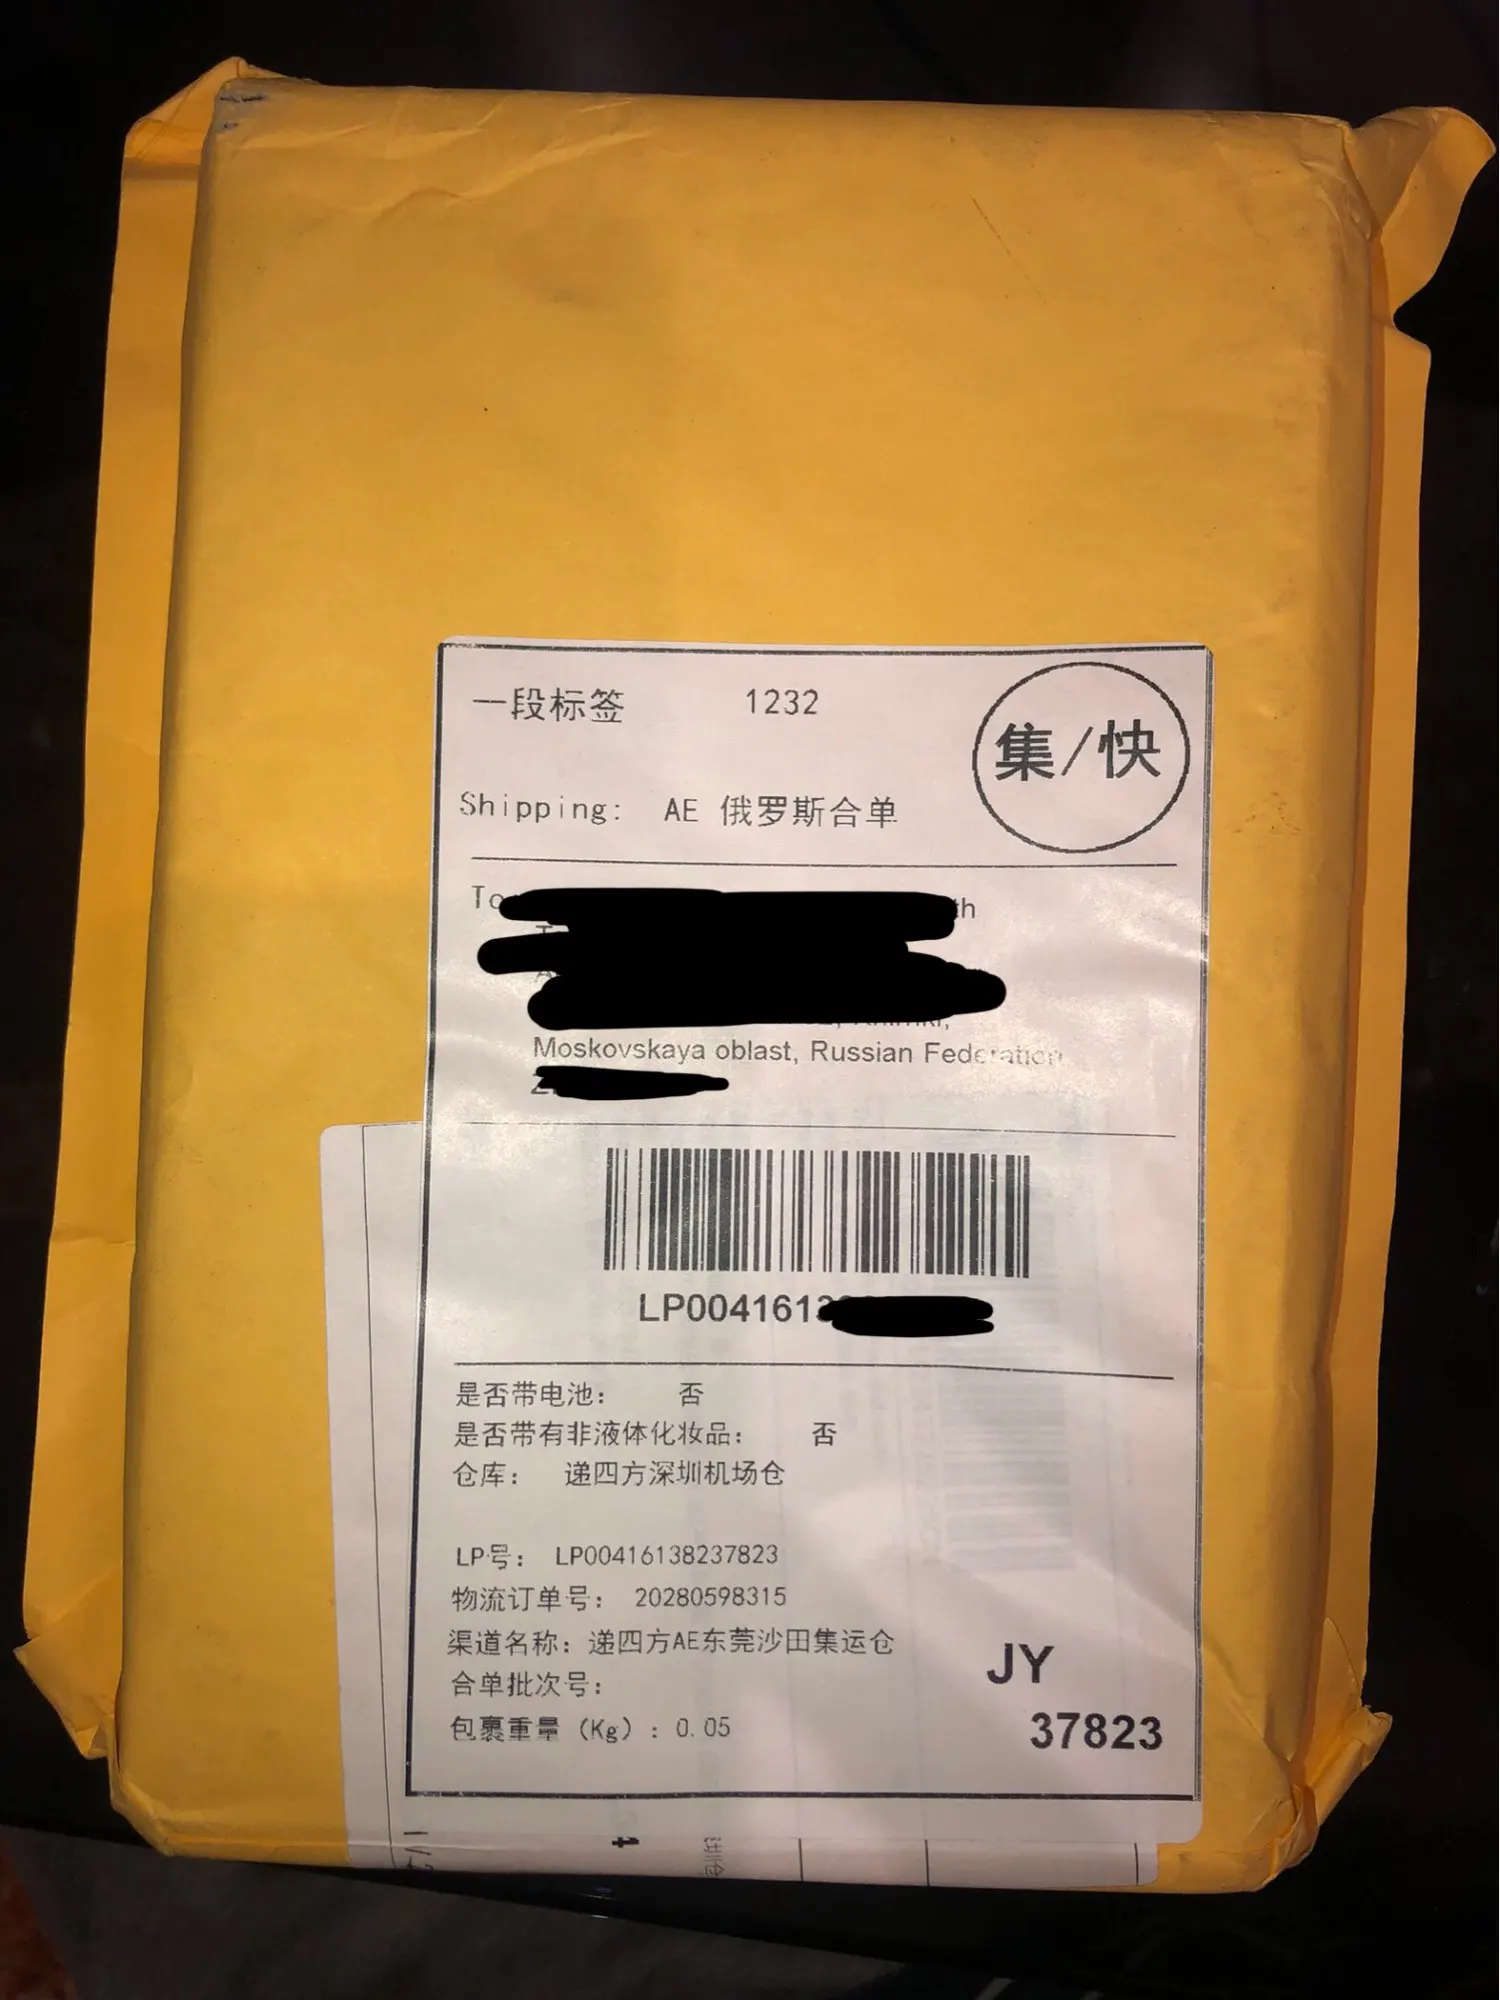 一段标签 1232
集/快
Shipping: AE 俄罗斯合单
To
th
Moskovskaya oblast, Russian Federation
LP0041613
是否带电池： 否
是否带有非液体化妆品： 否
仓库： 递四方深圳机场仓
LP号： LP00416138237823
物流订单号： 20280598315
渠道名称：递四方AE东莞沙田集运仓
合单批次号：
包裹重量（Kg）：0.05
JY
37823